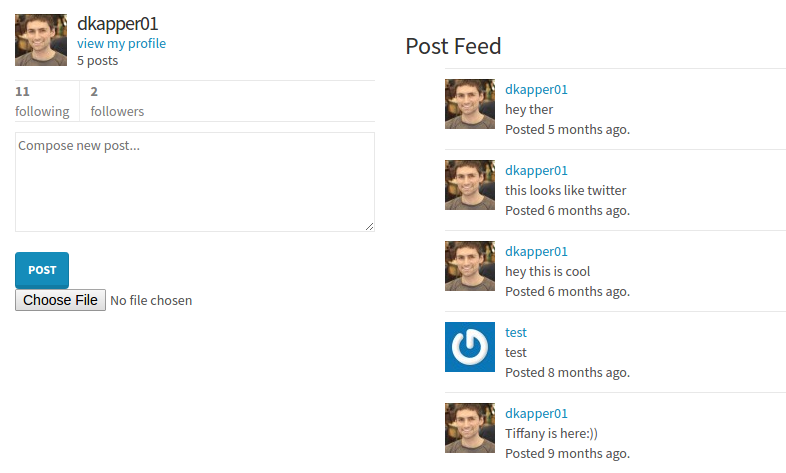 dkapper01
view my profile
5 posts
11
following
2
followers
Compose new post...
POST
Choose File No file chosen
Post Feed
dkapper01
hey ther
Posted 5 months ago.
dkapper01
this looks like twitter
Posted 6 months ago.
dkapper01
hey this is cool
Posted 6 months ago.
test
test
Posted 8 months ago.
dkapper01
Tiffany is here:))
Posted 9 months ago.